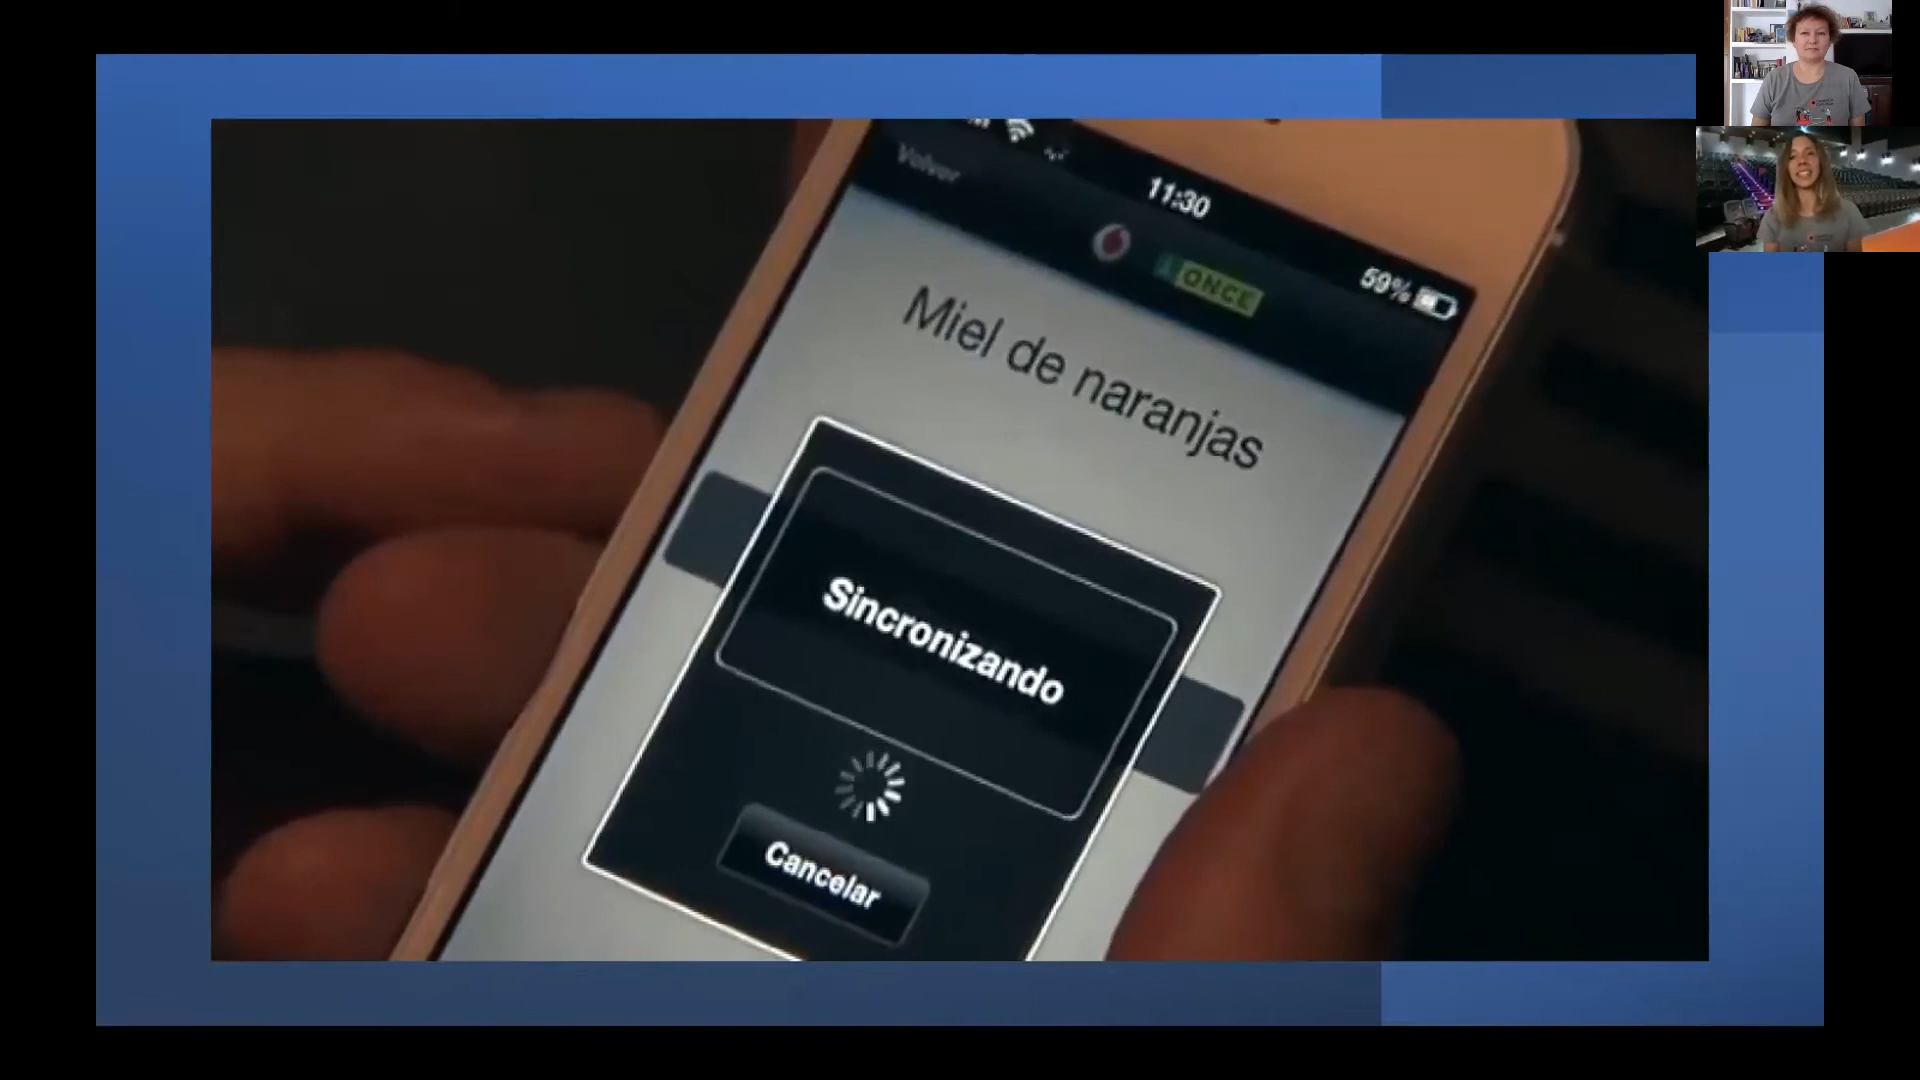 Volver
11:30
59%
ONCE
Miel de naranjas
Sincronizando
Cancelar